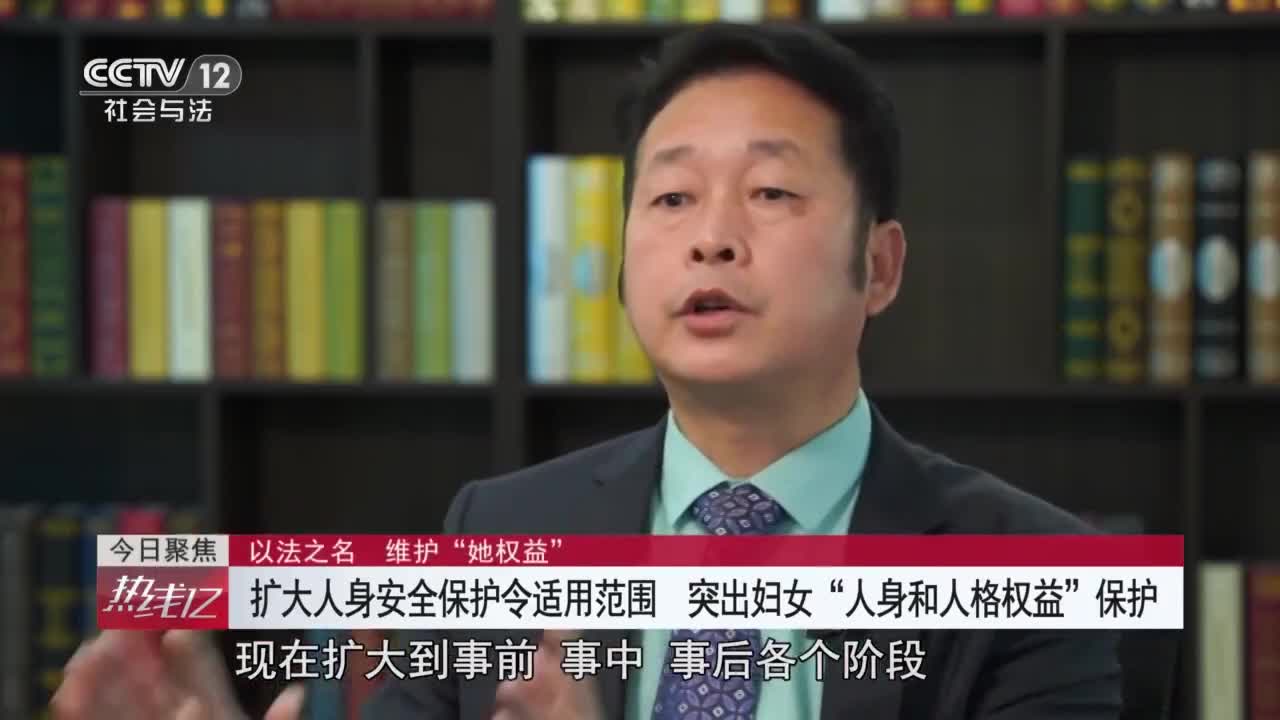 CCTV 12
社会与法
今日聚焦
以法之名 维护“她权益”
热线12
扩大人身安全保护令适用范围 突出妇女“人身和人格权益”保护
现在扩大到事前 事中 事后各个阶段